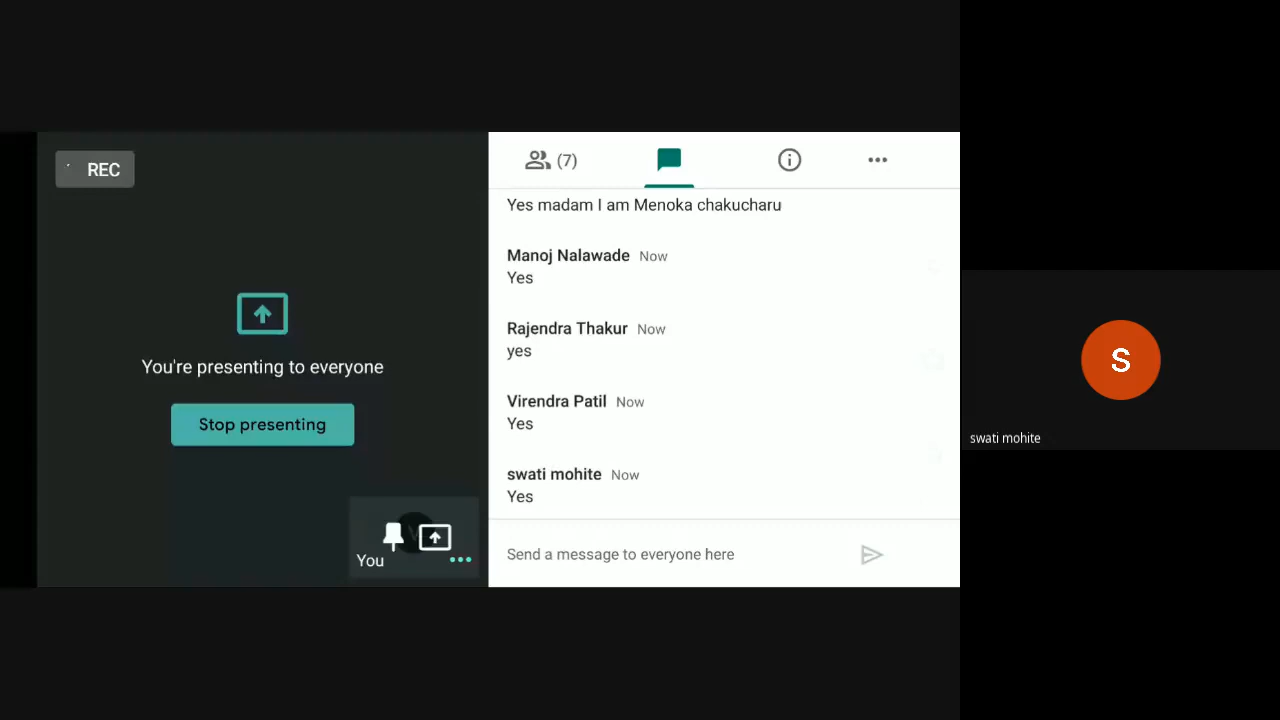 REC
You're presenting to everyone
Stop presenting
You
(7)
Yes madam I am Menoka chakucharu
Manoj Nalawade Now
Yes
Rajendra Thakur Now
yes
Virendra Patil Now
Yes
swati mohite Now
Yes
Send a message to everyone here
S
swati mohite